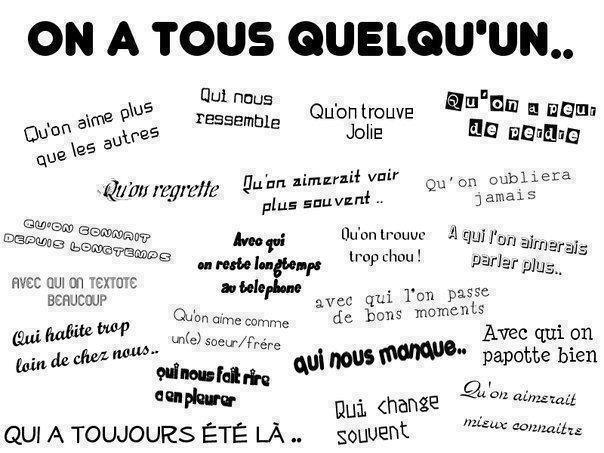 ON A TOUS QUELQU'UN..
Qu'on aime plus
que les autres
Qui nous
ressemble
Qu'on trouve
Jolie
Qu'on a peur
de perdre
Qu'on regrette
Qu'on aimerait voir
plus souvent ..
Qu'on oubliera
jamais
QU'ON CONNAIT
DEPUIS LONGTEMPS
Avec qui
on reste longtemps
au telephone
Qu'on trouve
trop chou !
A qui l'on aimerais
parler plus..
AVEC QUI ON TEXTOTE
BEAUCOUP
Qu'on aime comme
un(e) soeur/frére
avec qui l'on passe
de bons moments
Qui habite trop
loin de chez nous..
qui nous fait rire
a en pleurer
qui nous manque..
Avec qui on
papotte bien
Qui change
souvent
Qu'on aimerait
mieux connaitre
QUI A TOUJOURS ÉTÉ LÀ ..